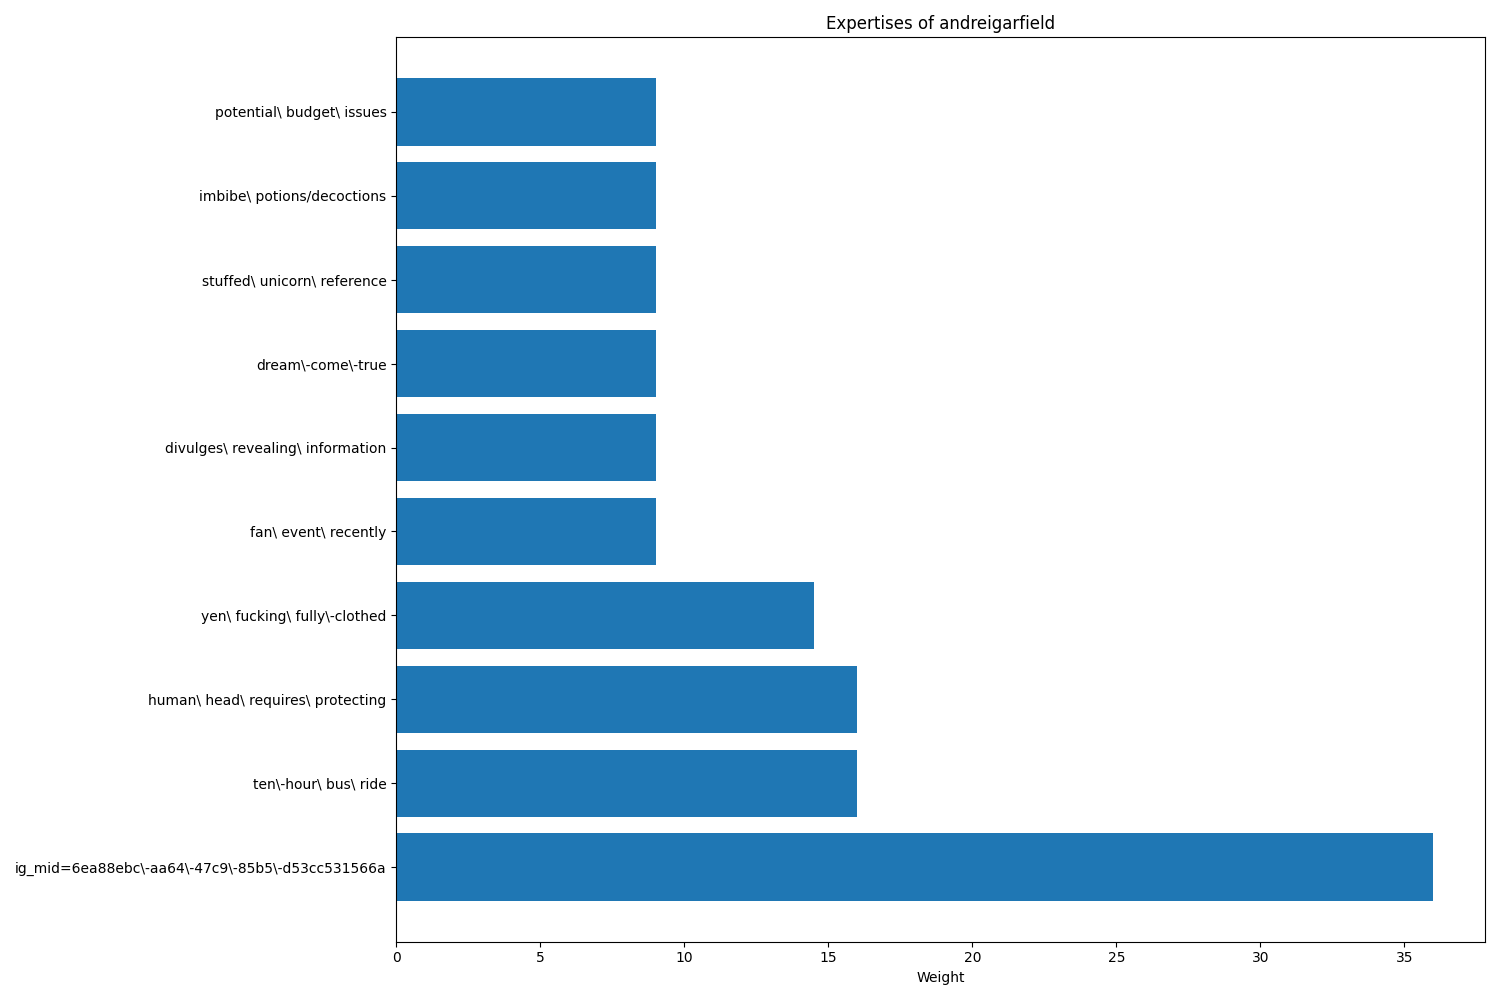 Expertises of andreigarfield
potential\ budget\ issues
imbibe\ potions/decoctions
stuffed\ unicorn\ reference
dream\-come\-true
divulges\ revealing\ information
fan\ event\ recently
yen\ fucking\ fully\-clothed
human\ head\ requires\ protecting
ten\-hour\ bus\ ride
ig_mid=6ea88ebc\-aa64\-47c9\-85b5\-d53cc531566a
0 5 10 15 20 25 30 35
Weight